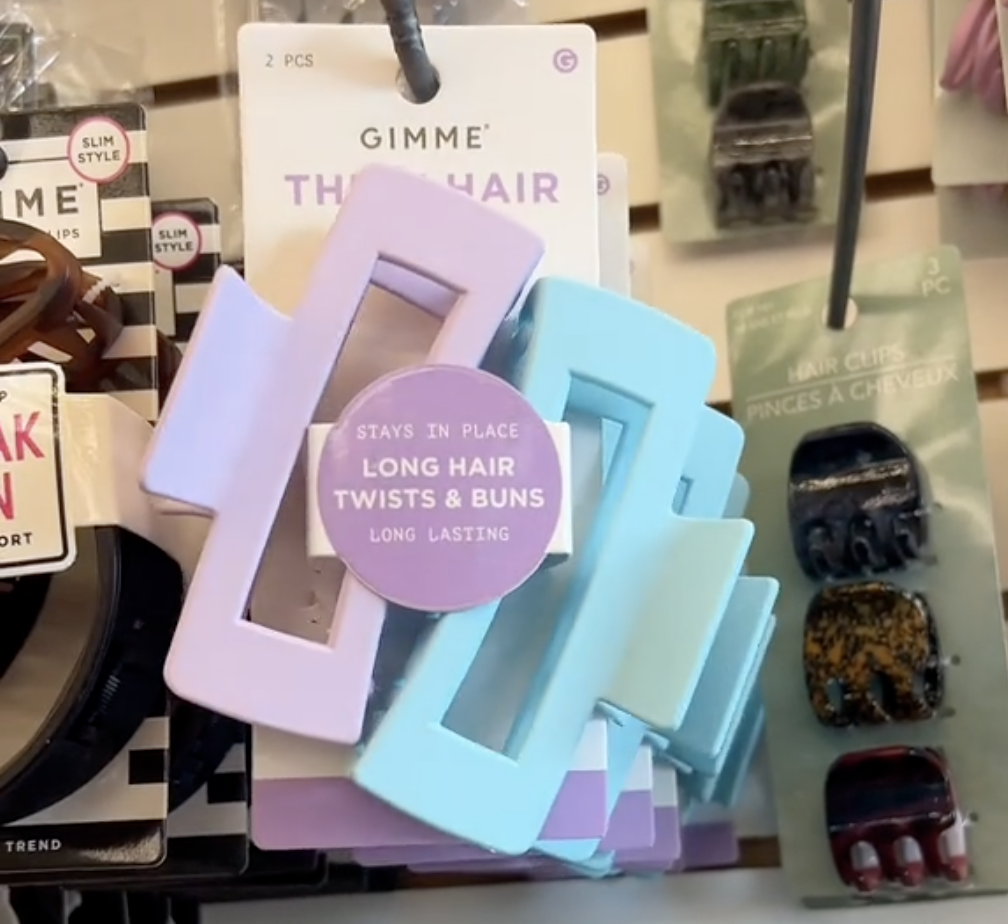 SLIM
STYLE
SLIM
STYLE
2 PCS
G
GIMME
HAIR
STAYS IN PLACE
LONG HAIR
TWISTS & BUNS
LONG LASTING
TREND
3
PC
HAIR CLIPS
PINCES À CHEVEUX